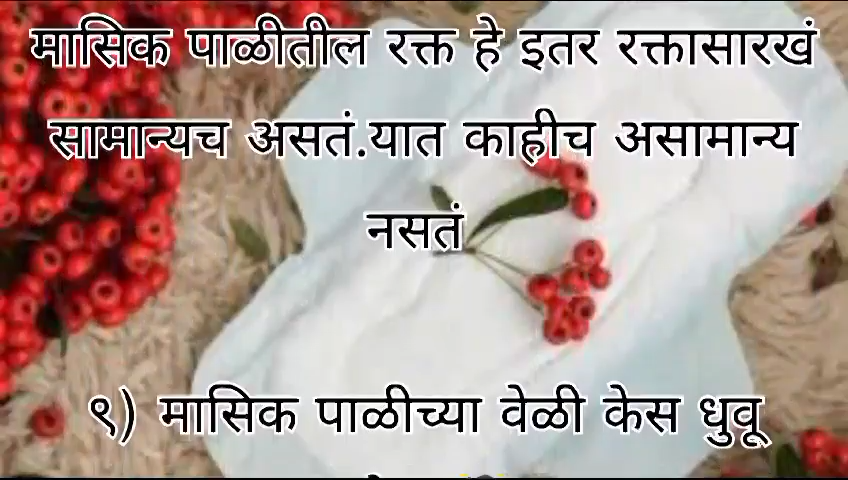 मासिक पाळीतील रक्त हे इतर रक्तासारखं
सामान्यच असतं.यात काहीच असामान्य
नसतं
९) मासिक पाळीच्या वेळी केस धुवू